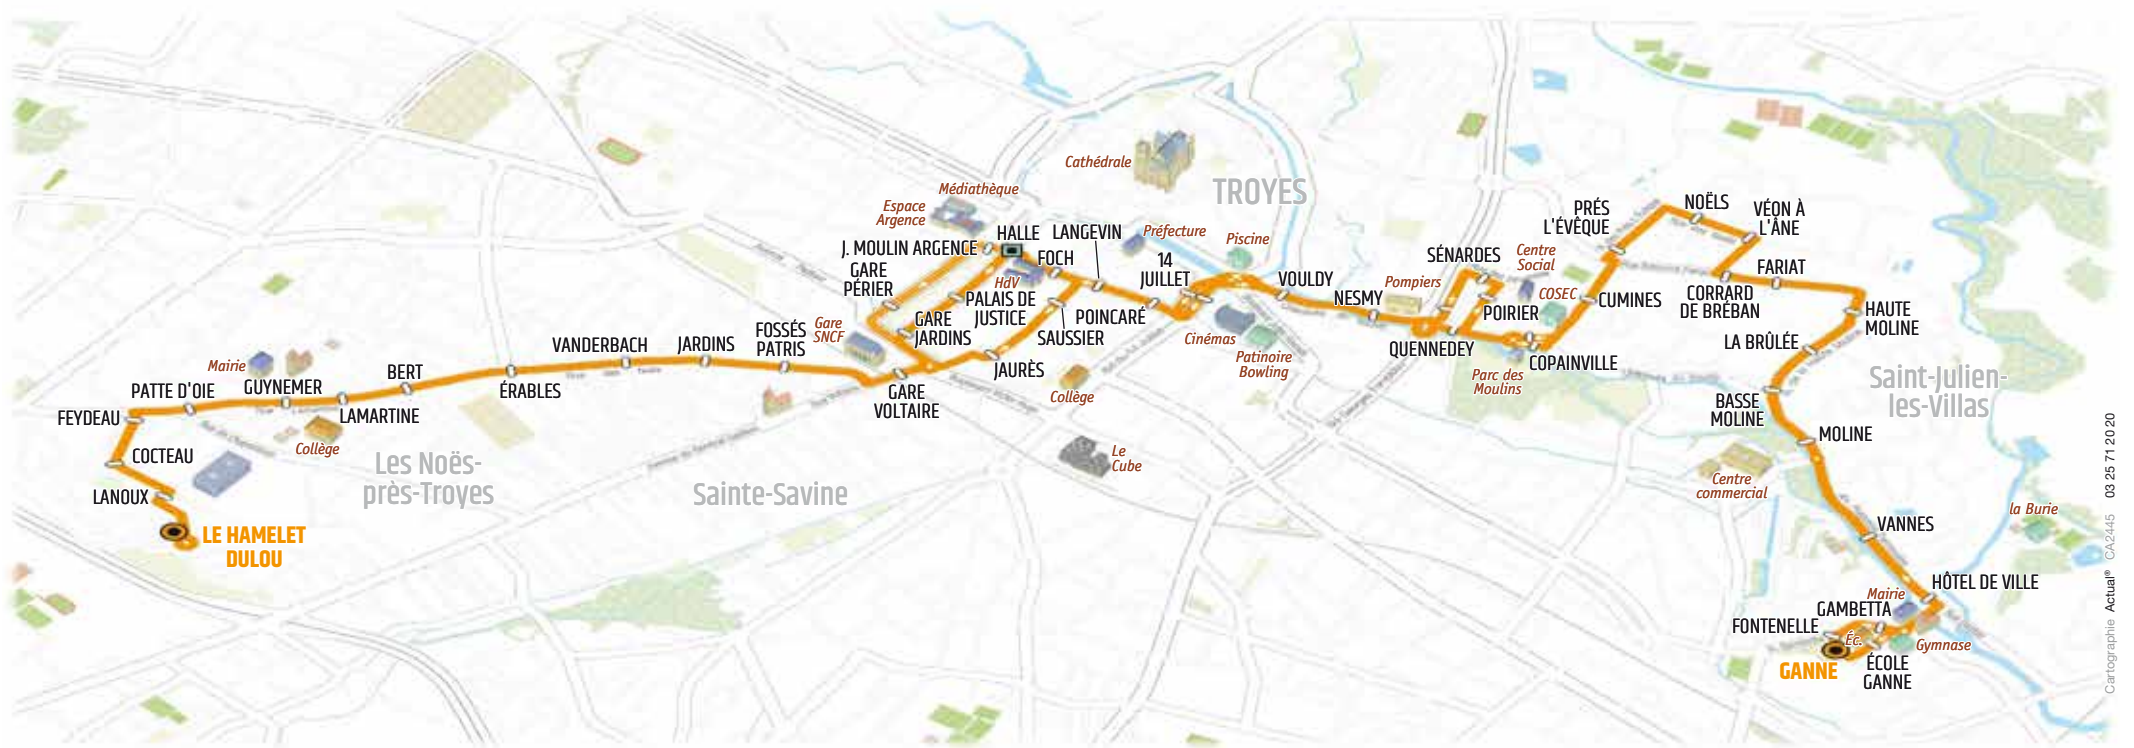 Cathédrale
TROYES
Médiathèque
Espace
Argence
Préfecture
Piscine
J. MOULIN ARGENCE
HALLE
LANGEVIN
FOCH
HdV
GARE
PÉRIER
PALAIS DE
JUSTICE
GARE
JARDINS
Gare
SNCF
SAUSSIER
POINCARÉ
14
JUILLET
JAURÈS
Collège
Cinémas
Patinoire
Bowling
VOULDY
NESMY
Pompiers
QUENNEDEY
SÉNARDES
Centre
Social
COSEC
POIRIER
Parc des
Moulins
COPAINVILLE
CUMINES
PRÉS
L'ÉVÊQUE
NOËLS
VÉON À
L'ÂNE
CORRARD
DE BRÉBAN
FARIAT
HAUTE
MOLINE
LA BRÛLÉE
Saint-Julien-
les-Villas
BASSE
MOLINE
MOLINE
Centre
commercial
VANNES
la Burie
HÔTEL DE VILLE
Mairie
GAMBETTA
FONTENELLE
Éc.
Gymnase
GANNE
ÉCOLE
GANNE
FOSSÉS
PATRIS
JARDINS
VANDERBACH
GARE
VOLTAIRE
ÉRABLES
BERT
LAMARTINE
Mairie
GUYNEMER
PATTE D'OIE
FEYDEAU
Collège
COCTEAU
LANOUX
LE HAMELET
DULOU
Les Noës-
près-Troyes
Sainte-Savine
Le
Cube
Cartographie Actual® CA2445 03 25 71 20 20